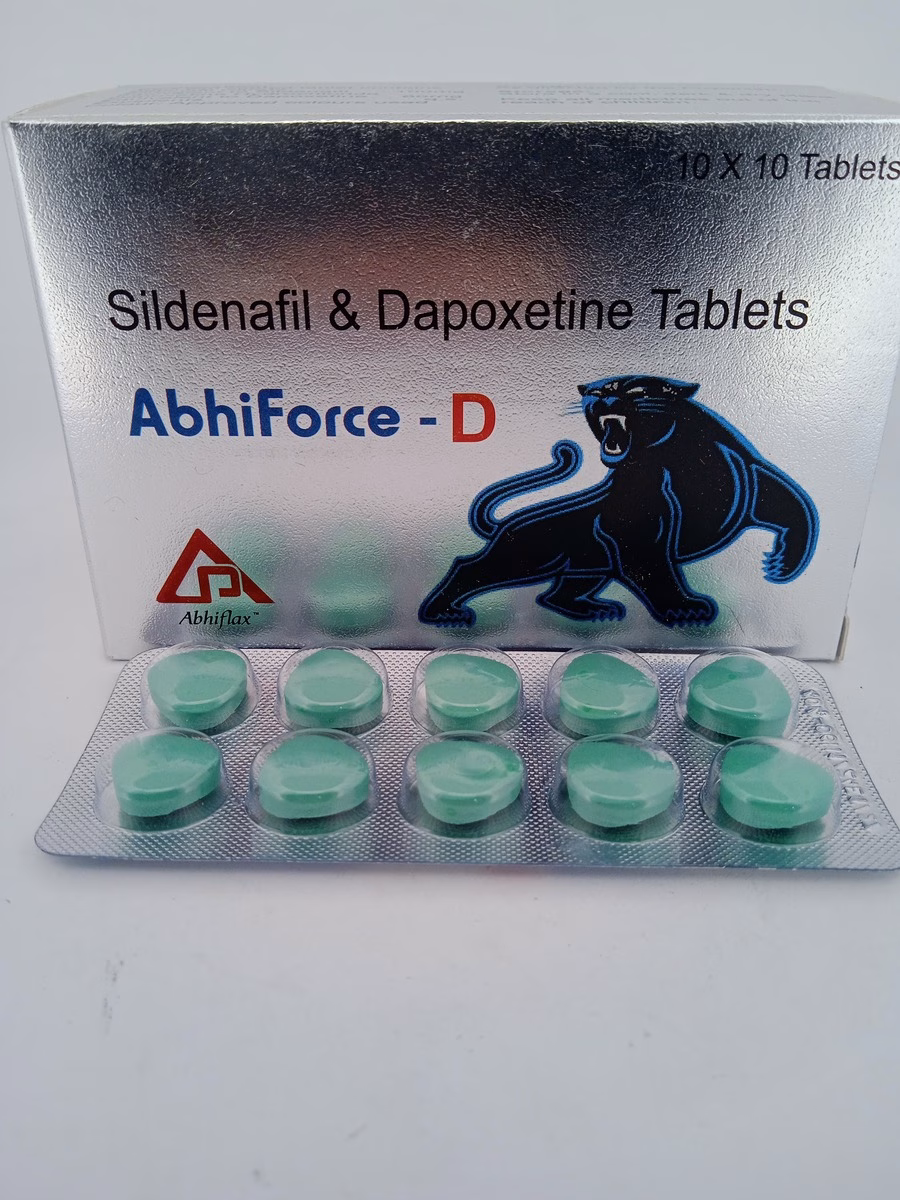 10 X 10 Tablets
Sildenafil & Dapoxetine Tablets
AbhiForce - D
Abhiflax™